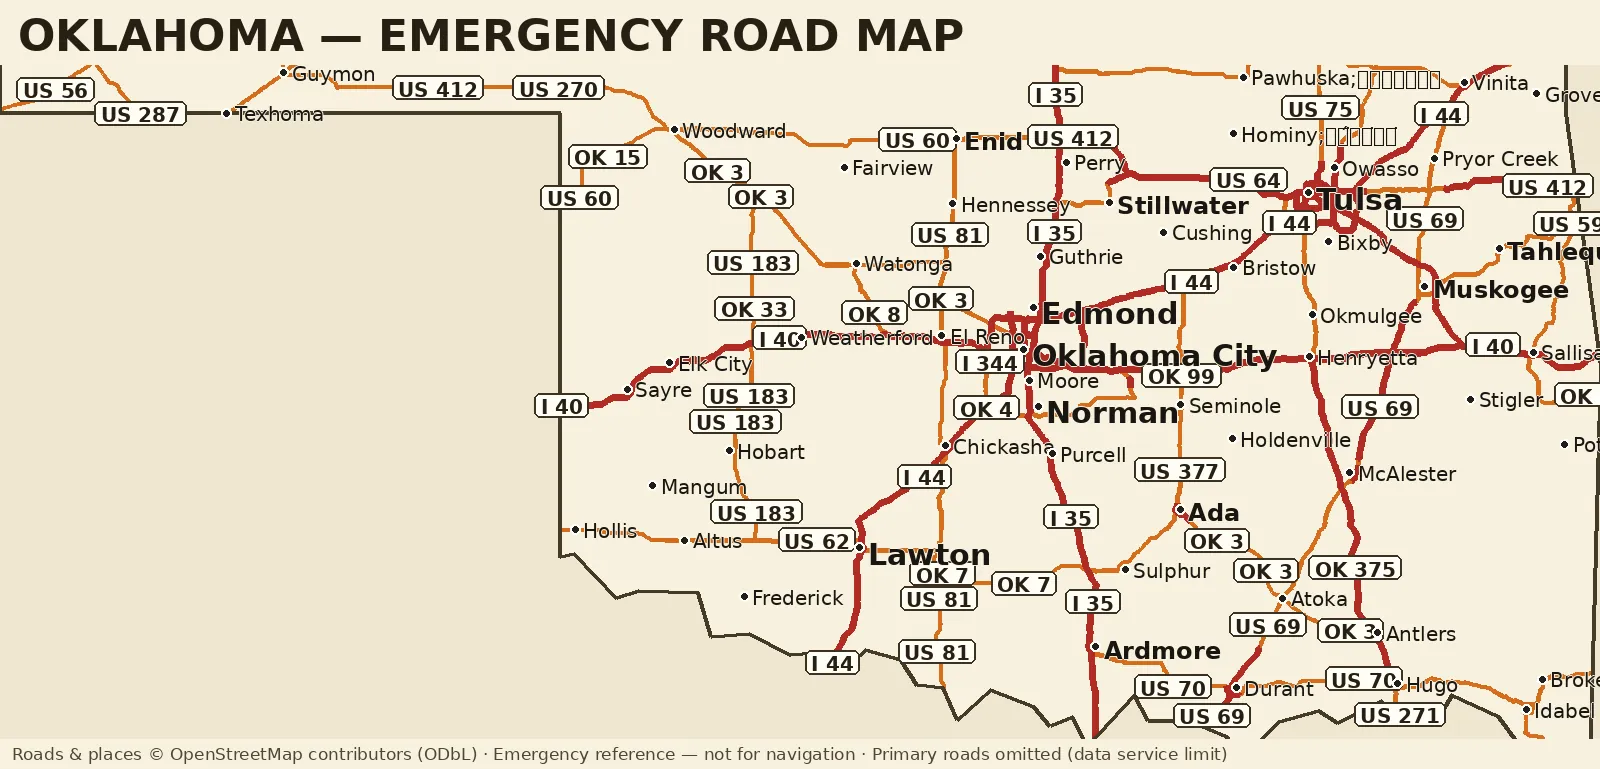 OKLAHOMA — EMERGENCY ROAD MAP
Guymon
US 56
US 412
US 270
US 287
Texhoma
I 35
Pawhuska;
US 75
Vinita
Grove
I 44
Woodward
US 60
Enid
US 412
Hominy;
OK 15
OK 3
Fairview
Perry
Owasso
Pryor Creek
US 60
OK 3
Hennessey
Stillwater
US 64
Tulsa
US 412
US 81
I 35
Cushing
I 44
Bixby
US 69
US 59
US 183
Watonga
Guthrie
Bristow
Tahlequ
OK 33
OK 8
OK 3
I 44
Muskogee
Edmond
Okmulgee
I 40
Weatherford
El Reno
Oklahoma City
Henryetta
I 40
Sallisa
Elk City
I 344
Sayre
US 183
Moore
OK 99
I 40
US 183
OK 4
Norman
Seminole
US 69
Stigler
OK
Hobart
Chickasha
Purcell
Holdenville
Pot
Mangum
I 44
US 377
McAlester
US 183
I 35
Ada
Hollis
Altus
US 62
Lawton
OK 3
OK 7
OK 7
Sulphur
OK 3
OK 375
Frederick
US 81
I 35
Atoka
US 69
OK 3
Antlers
I 44
US 81
Ardmore
US 70
Durant
US 70
Hugo
Broke
US 69
US 271
Idabel
Roads & places © OpenStreetMap contributors (ODbL) · Emergency reference — not for navigation · Primary roads omitted (data service limit)